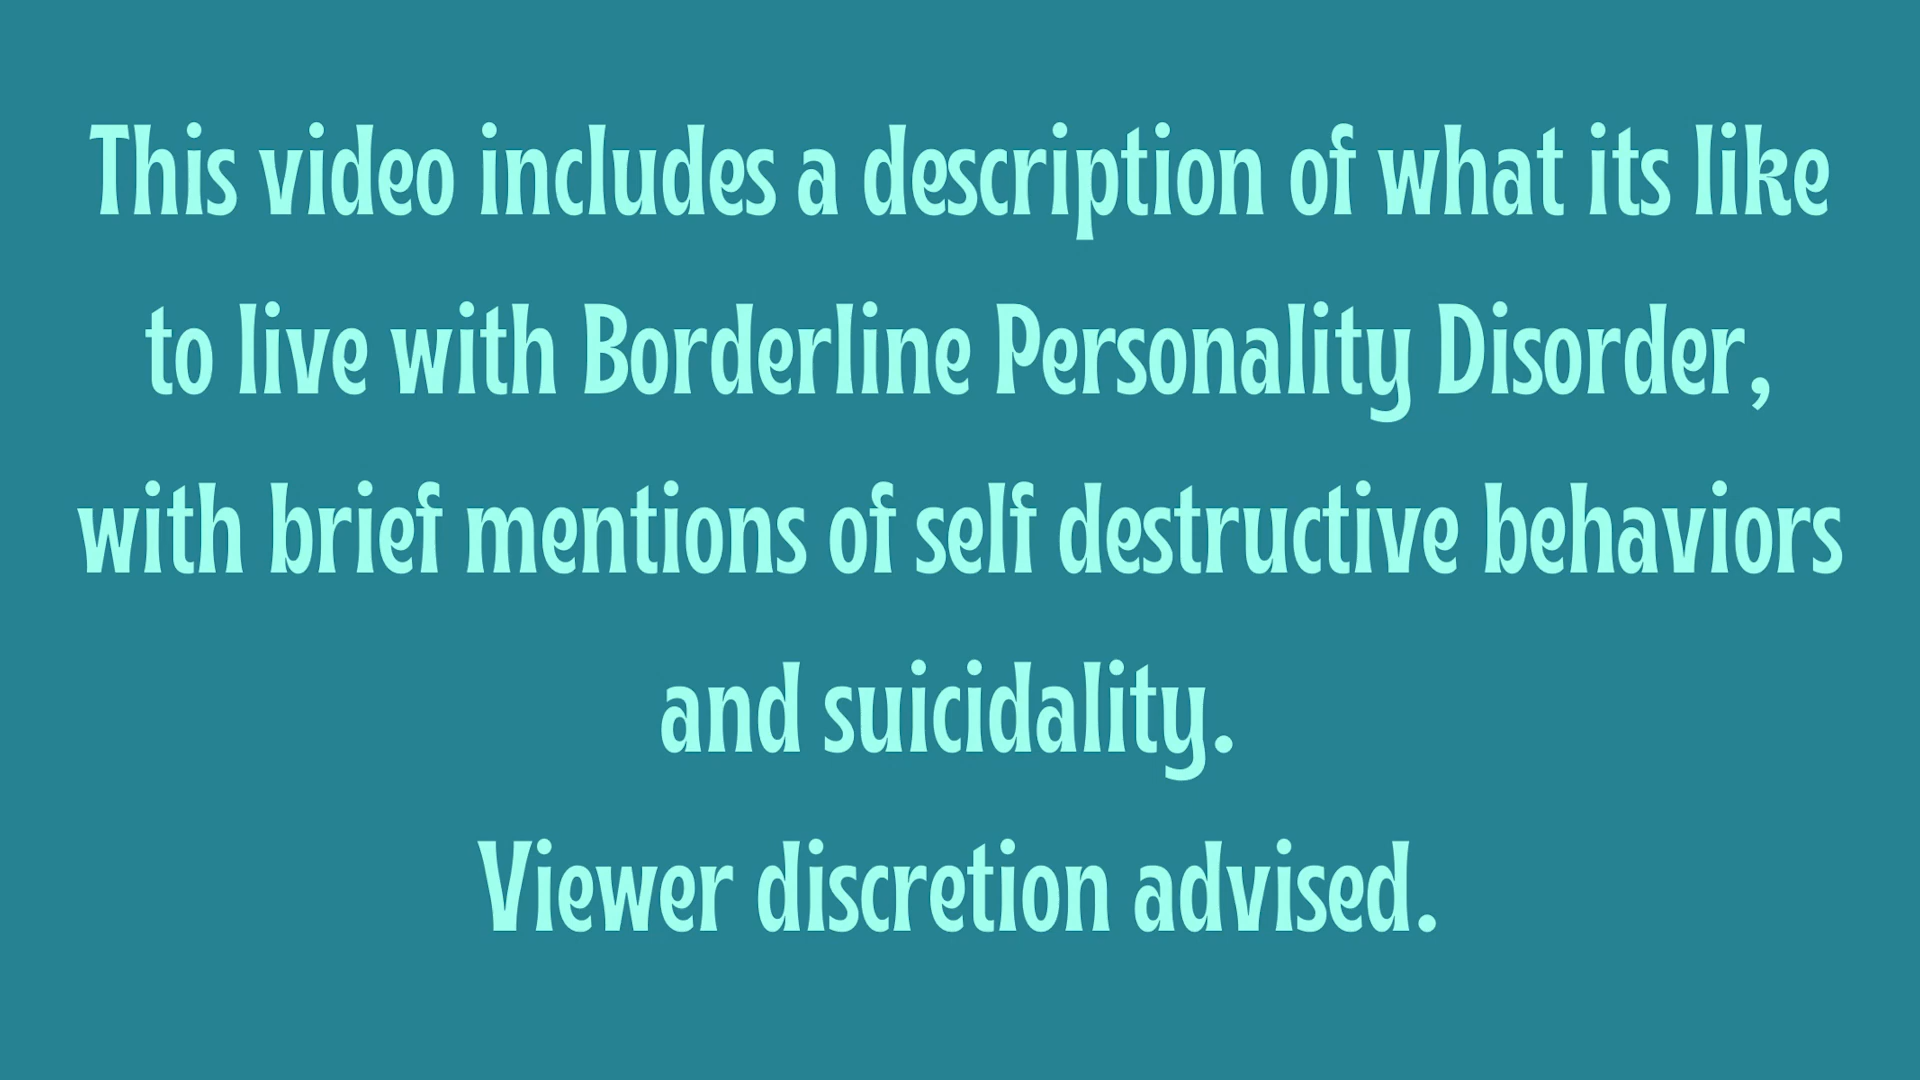 This video includes a description of what its like
to live with Borderline Personality Disorder,
with brief mentions of self destructive behaviors
and suicidality.
Viewer discretion advised.